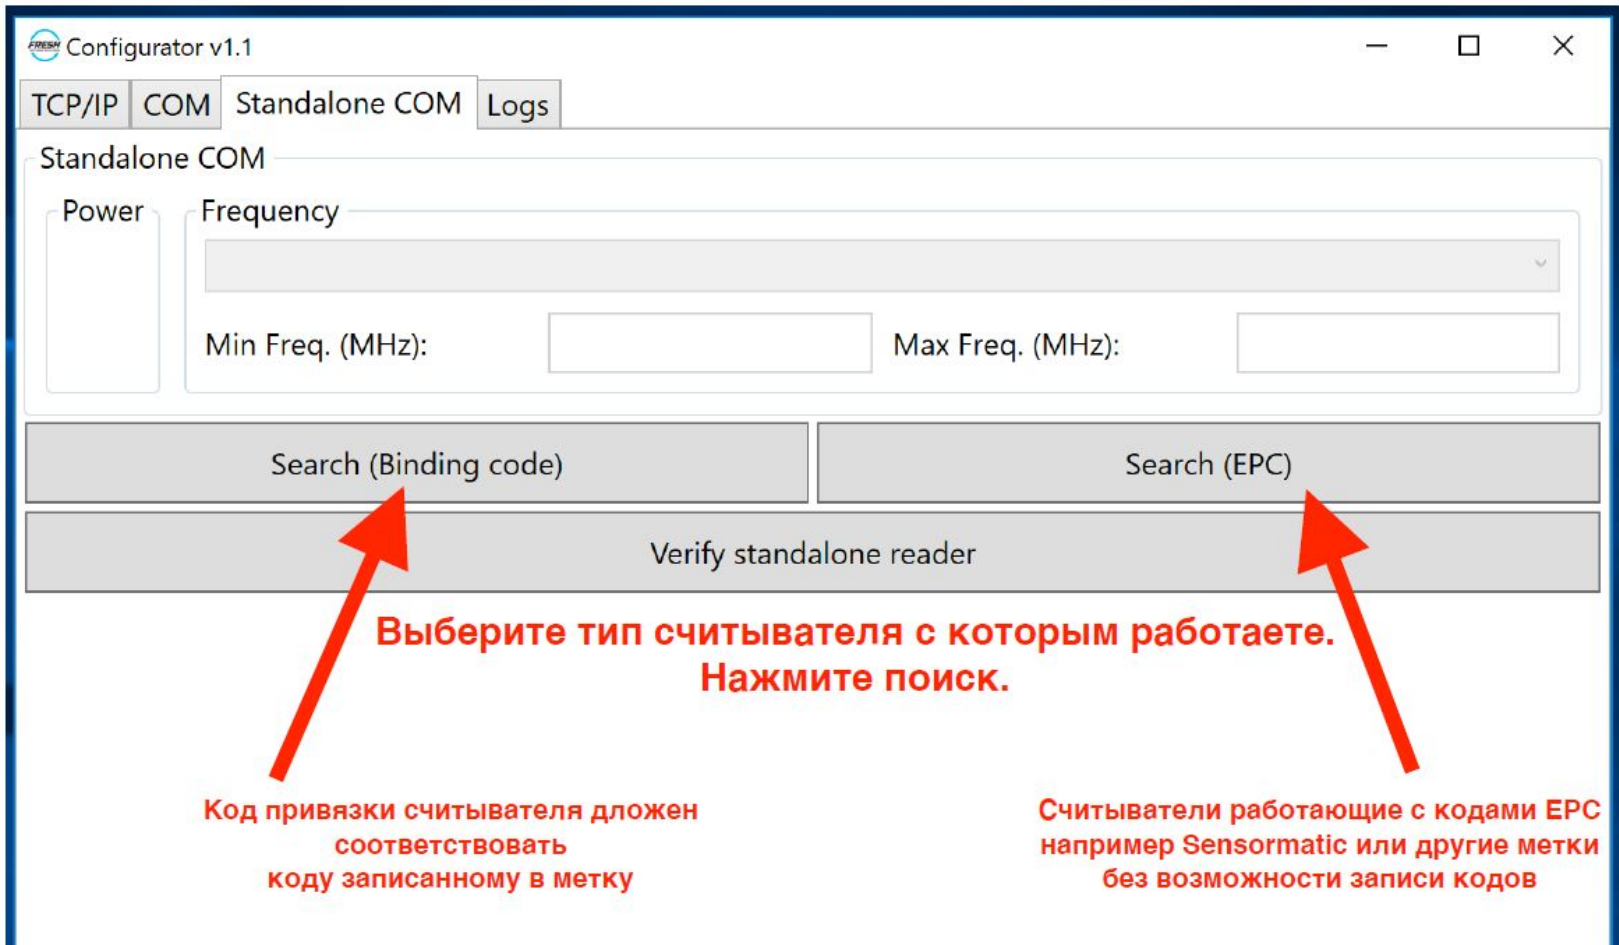 FRESH
Configurator v1.1
TCP/IP COM Standalone COM Logs
Standalone COM
Power Frequency
Min Freq. (MHz): Max Freq. (MHz):
Search (Binding code) Search (EPC)
Verify standalone reader
Выберите тип считывателя с которым работаете.
Нажмите поиск.
Код привязки считывателя дложен
соответствовать
коду записанному в метку
Считыватели работающие с кодами EPC
например Sensormatic или другие метки
без возможности записи кодов